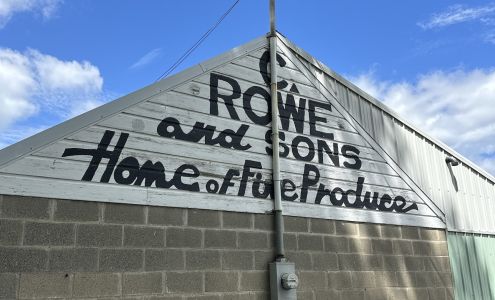 C.
ROWE
and SONS
Home of Fine Produce